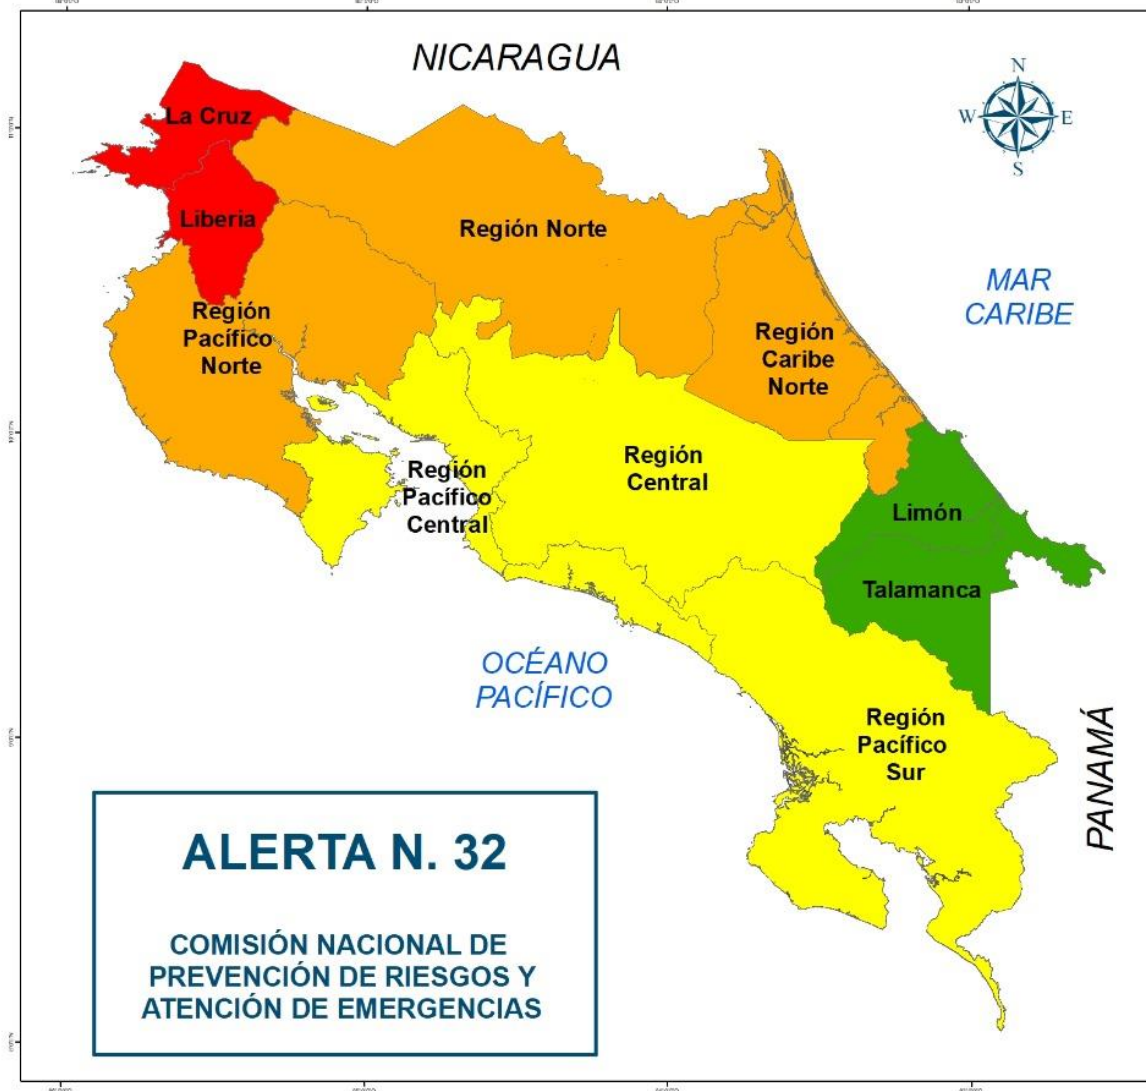 NICARAGUA
N
W
E
S
La Cruz
Liberia
Región Norte
MAR
CARIBE
Región
Pacífico
Norte
Región
Caribe
Norte
Región
Pacífico
Central
Región
Central
Limón
Talamanca
OCÉANO
PACÍFICO
Región
Pacífico
Sur
PANAMÁ
ALERTA N. 32
COMISIÓN NACIONAL DE
PREVENCIÓN DE RIESGOS Y
ATENCIÓN DE EMERGENCIAS